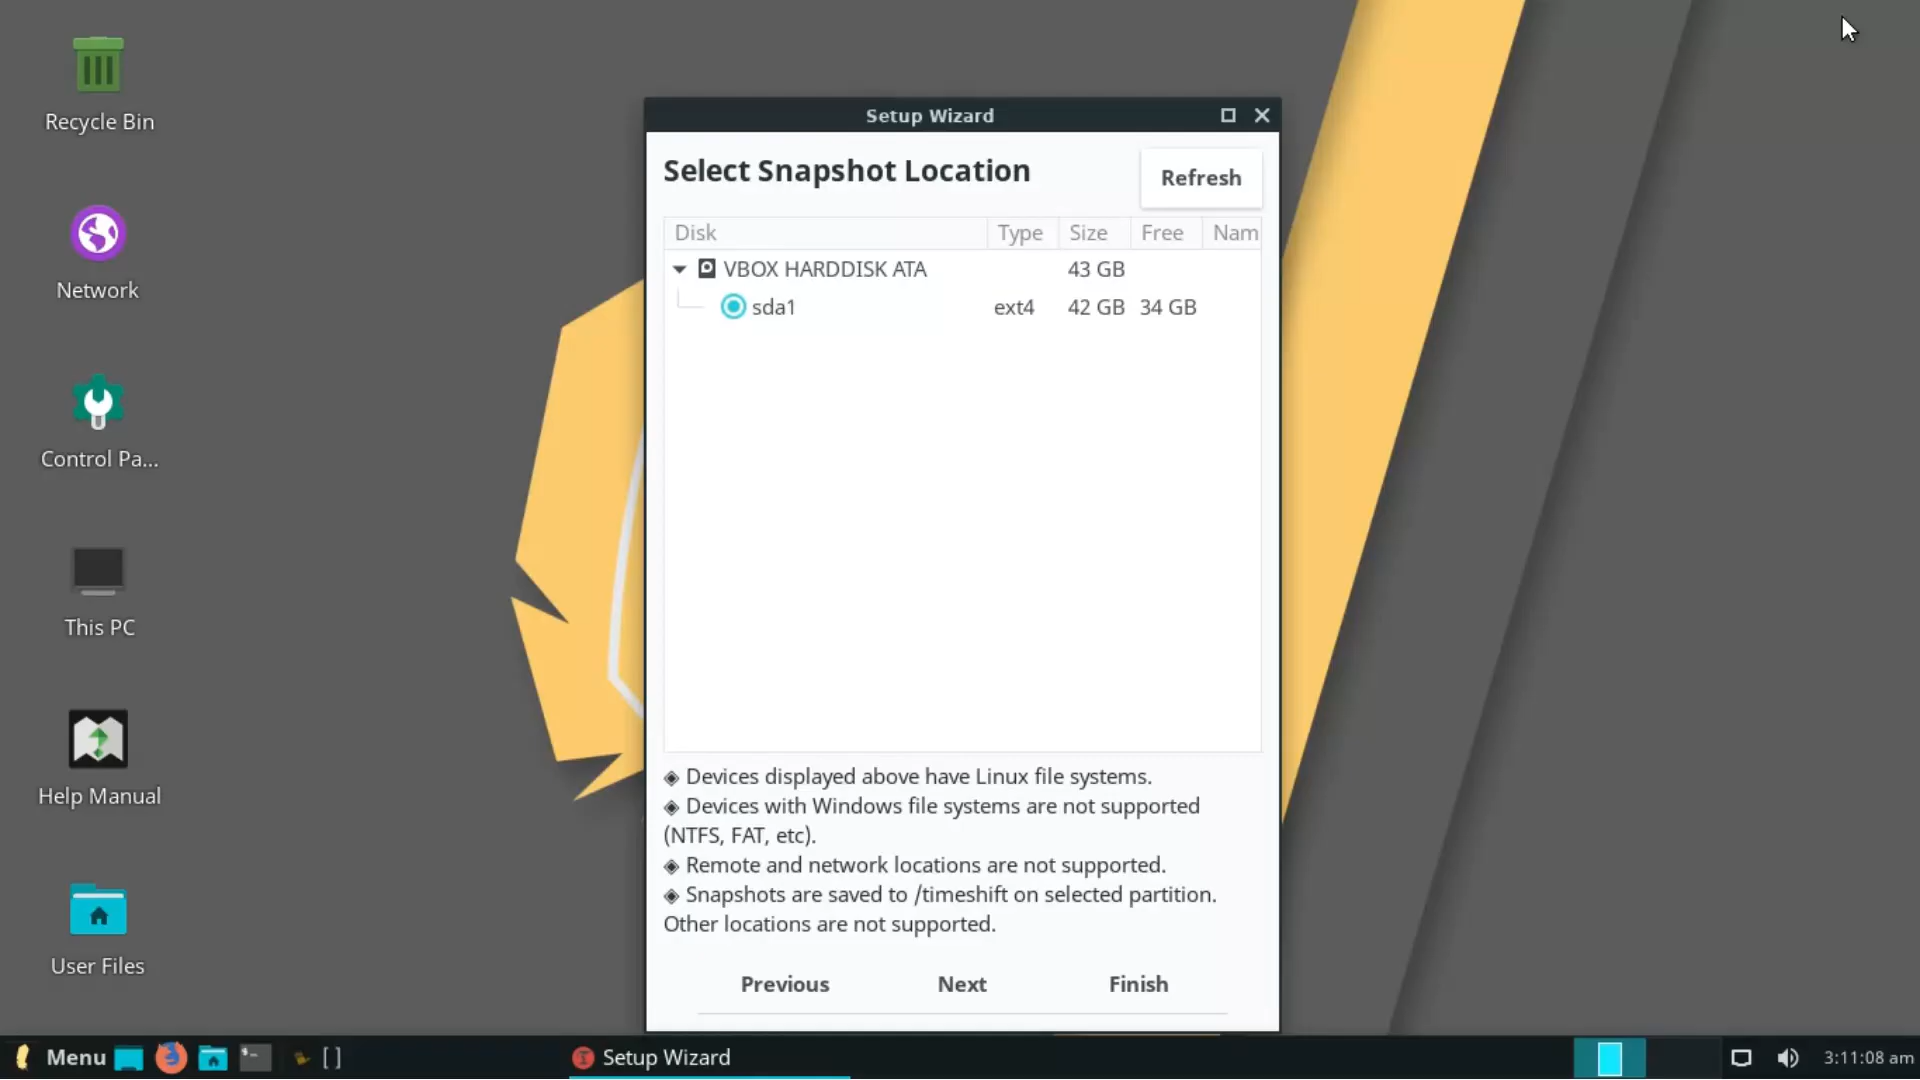 Recycle Bin
Network
Control Pa...
This PC
Help Manual
User Files
Setup Wizard
Select Snapshot Location
Refresh
Disk Type Size Free Nam
VBOX HARDDISK ATA 43 GB
sda1 ext4 42 GB 34 GB
◈ Devices displayed above have Linux file systems.
◈ Devices with Windows file systems are not supported
(NTFS, FAT, etc).
◈ Remote and network locations are not supported.
◈ Snapshots are saved to /timeshift on selected partition.
Other locations are not supported.
Previous Next Finish
Menu [] Setup Wizard 3:11:08 am